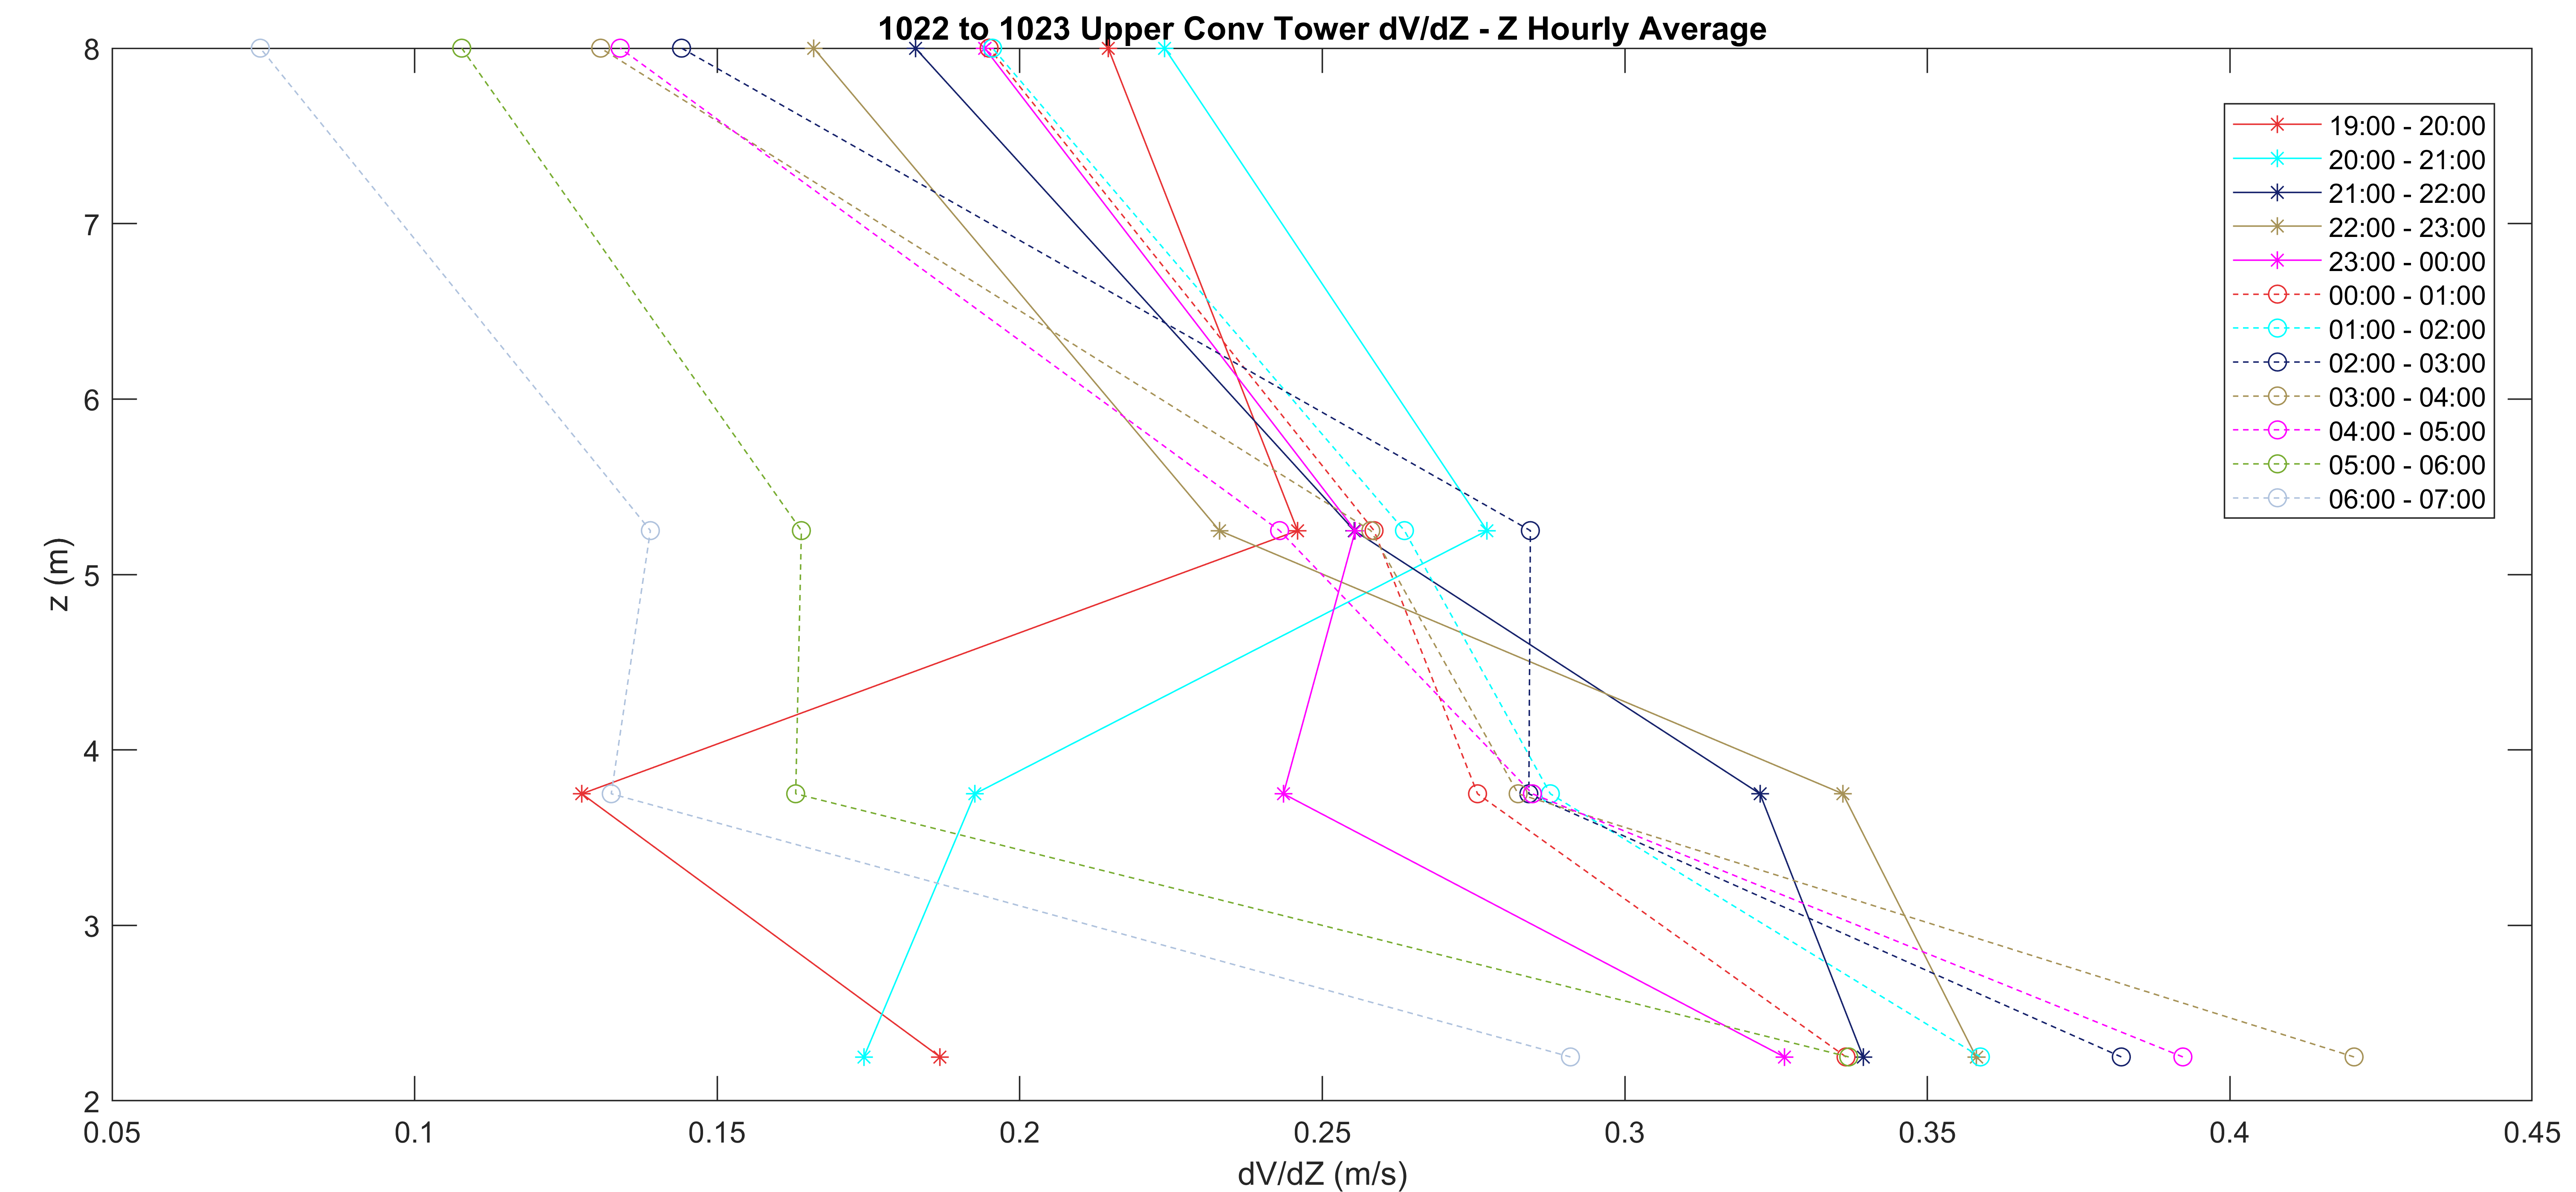 1022 to 1023 Upper Conv Tower dV/dZ - Z Hourly Average
8
7
6
5
4
3
2
z (m)
19:00 - 20:00
20:00 - 21:00
21:00 - 22:00
22:00 - 23:00
23:00 - 00:00
00:00 - 01:00
01:00 - 02:00
02:00 - 03:00
03:00 - 04:00
04:00 - 05:00
05:00 - 06:00
06:00 - 07:00
0.05 0.1 0.15 0.2 0.25 0.3 0.35 0.4 0.45
dV/dZ (m/s)